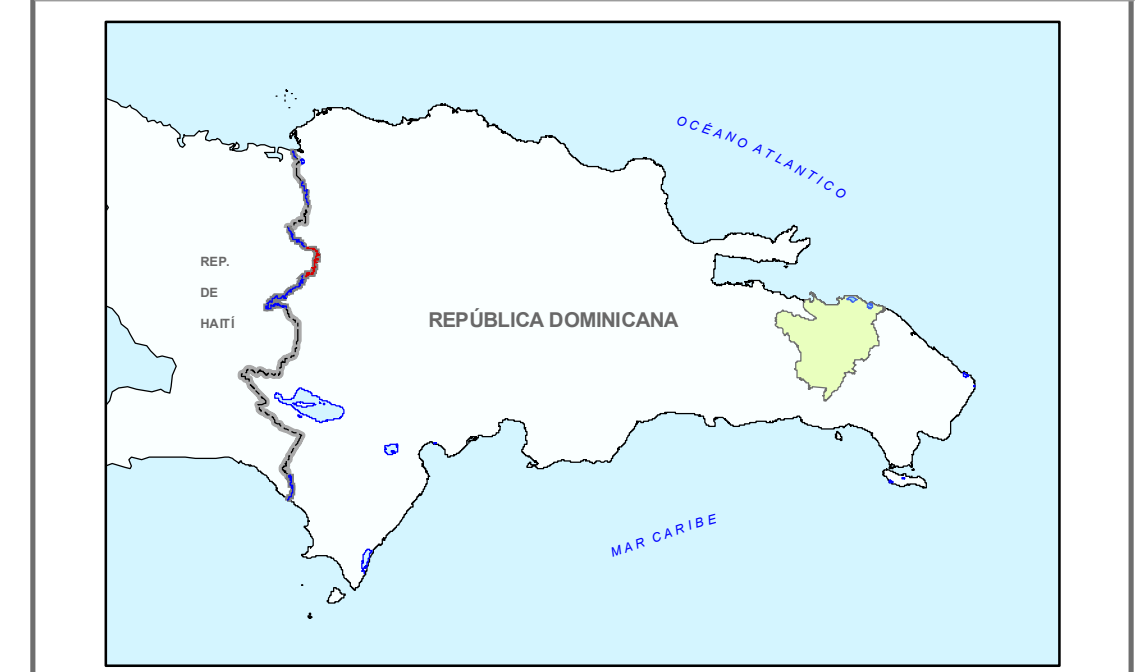 OCÉANO ATLANTICO
REP.
DE
HAITÍ
REPÚBLICA DOMINICANA
MAR CARIBE